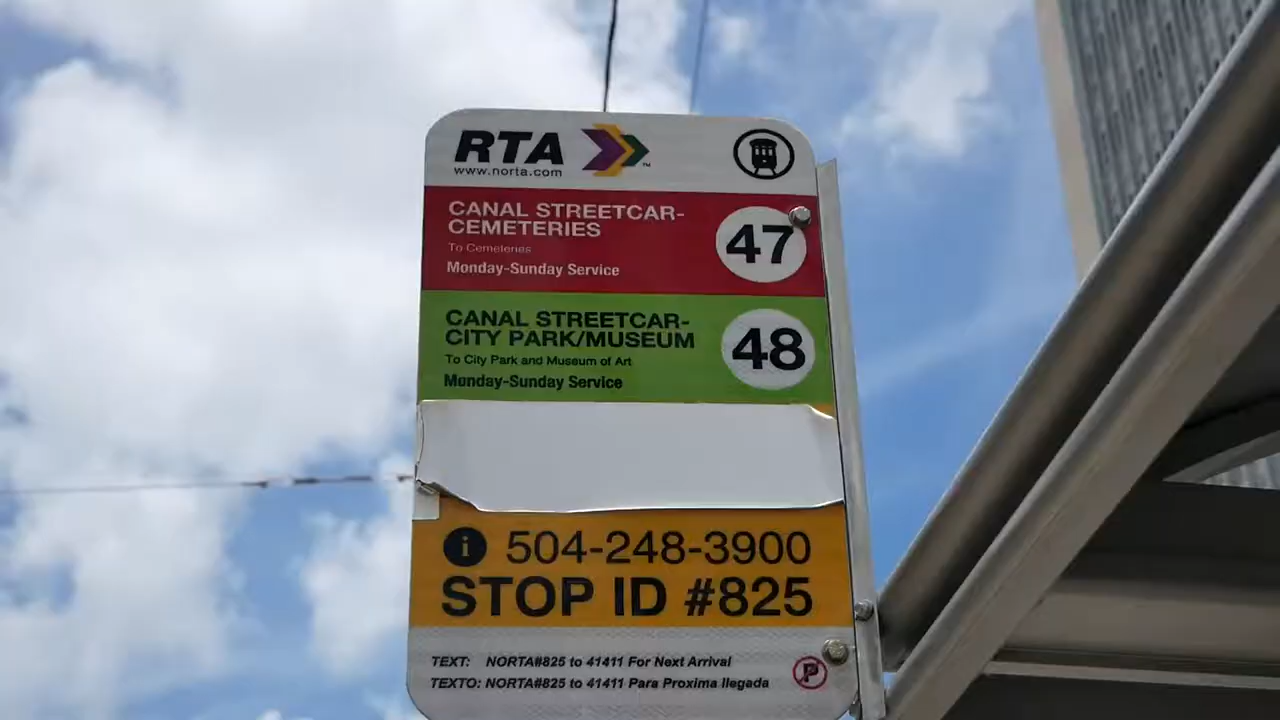 RTA
www.norta.com
CANAL STREETCAR-
CEMETERIES
To Cemeteries
Monday-Sunday Service
47
CANAL STREETCAR-
CITY PARK/MUSEUM
To City Park and Museum of Art
Monday-Sunday Service
48
i 504-248-3900
STOP ID #825
TEXT: NORTA#825 to 41411 For Next Arrival
TEXTO: NORTA#825 to 41411 Para Proxima llegada
P